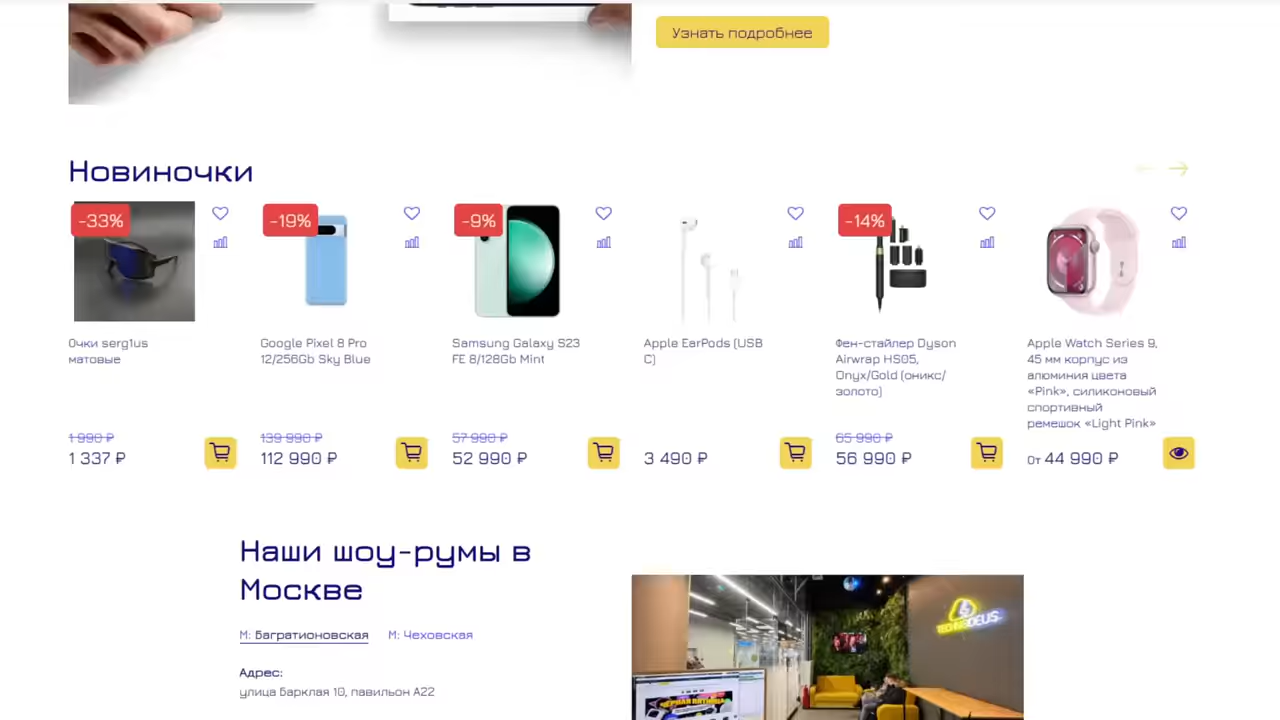 Узнать подробнее
Новиночки
-33%
-19%
-9%
-14%
Очки serg1us
матовые
Google Pixel 8 Pro
12/256Gb Sky Blue
Samsung Galaxy S23
FE 8/128Gb Mint
Apple EarPods (USB
C)
Фен-стайлер Dyson
Airwrap HS05,
Onyx/Gold (оникс/
золото)
Apple Watch Series 9,
45 мм корпус из
алюминия цвета
«Pink», силиконовый
спортивный
ремешок «Light Pink»
1 990 ₽
1 337 ₽
139 990 ₽
112 990 ₽
57 990 ₽
52 990 ₽
3 490 ₽
65 990 ₽
56 990 ₽
От 44 990 ₽
Наши шоу-румы в
Москве
М: Багратионовская М: Чеховская
Адрес:
улица барклая 10, павильон А22
TECHNODEUS
ЧЕРНАЯ ПЯТНИЦА